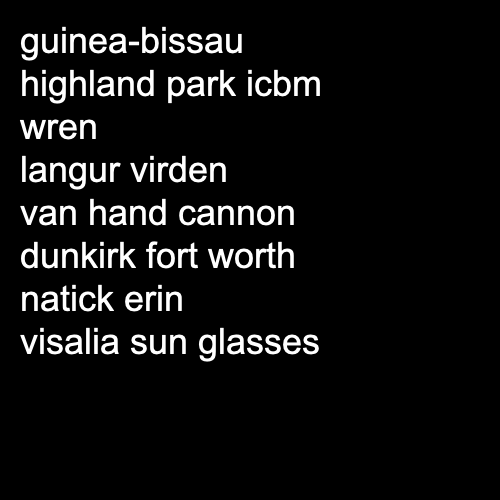 guinea-bissau
highland park icbm
wren
langur virden
van hand cannon
dunkirk fort worth
natick erin
visalia sun glasses